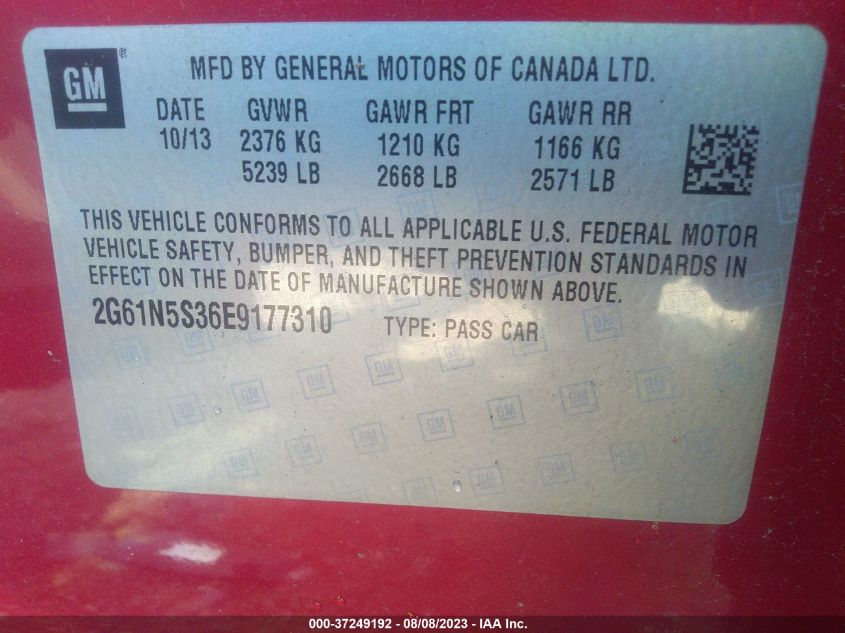 GM ®
MFD BY GENERAL MOTORS OF CANADA LTD.
DATE GVWR GAWR FRT GAWR RR
10/13 2376 KG 1210 KG 1166 KG
5239 LB 2668 LB 2571 LB
THIS VEHICLE CONFORMS TO ALL APPLICABLE U.S. FEDERAL MOTOR
VEHICLE SAFETY, BUMPER, AND THEFT PREVENTION STANDARDS IN
EFFECT ON THE DATE OF MANUFACTURE SHOWN ABOVE.
2G61N5S36E9177310 TYPE: PASS CAR
000-37249192 - 08/08/2023 - IAA Inc.